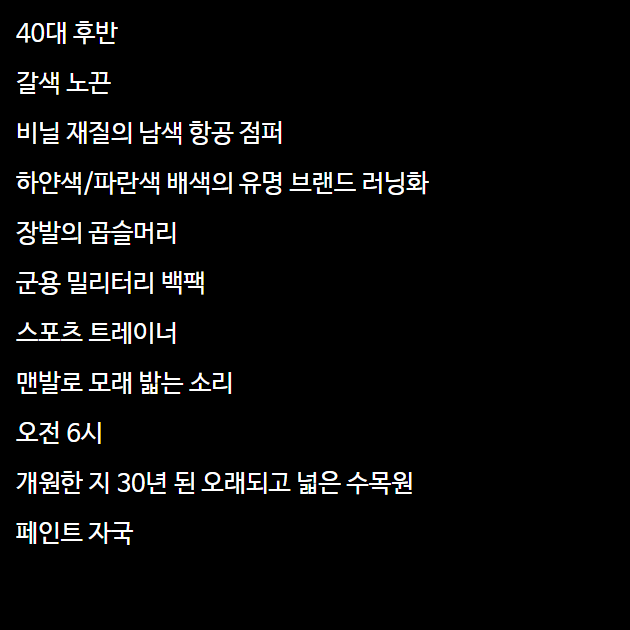 40대 후반
갈색 노끈
비닐 재질의 남색 항공 점퍼
하얀색/파란색 배색의 유명 브랜드 러닝화
장발의 곱슬머리
군용 밀리터리 백팩
스포츠 트레이너
맨발로 모래 밟는 소리
오전 6시
개원한 지 30년 된 오래되고 넓은 수목원
페인트 자국